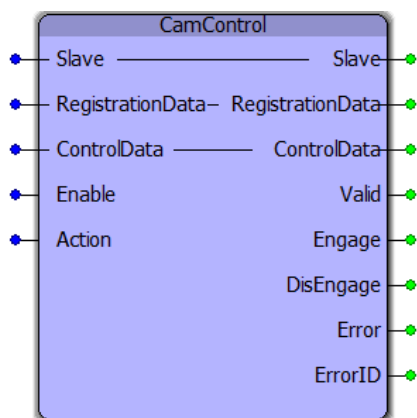 CamControl
Slave Slave
RegistrationData RegistrationData
ControlData ControlData
Enable Valid
Action Engage
DisEngage
Error
ErrorID